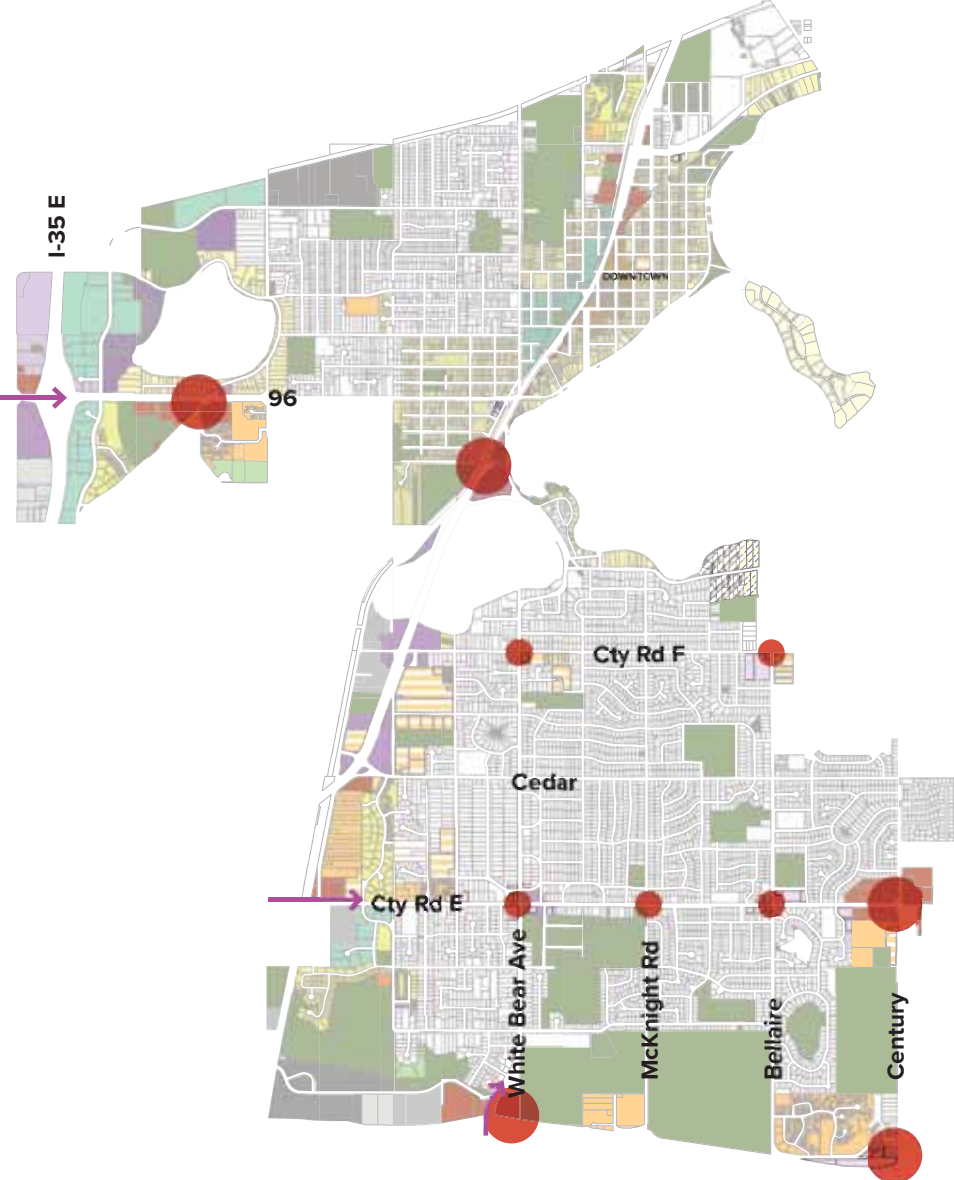 I-35 E
DOWNTOWN
96
Cty Rd F
Cedar
Cty Rd E
White Bear Ave
McKnight Rd
Bellaire
Century